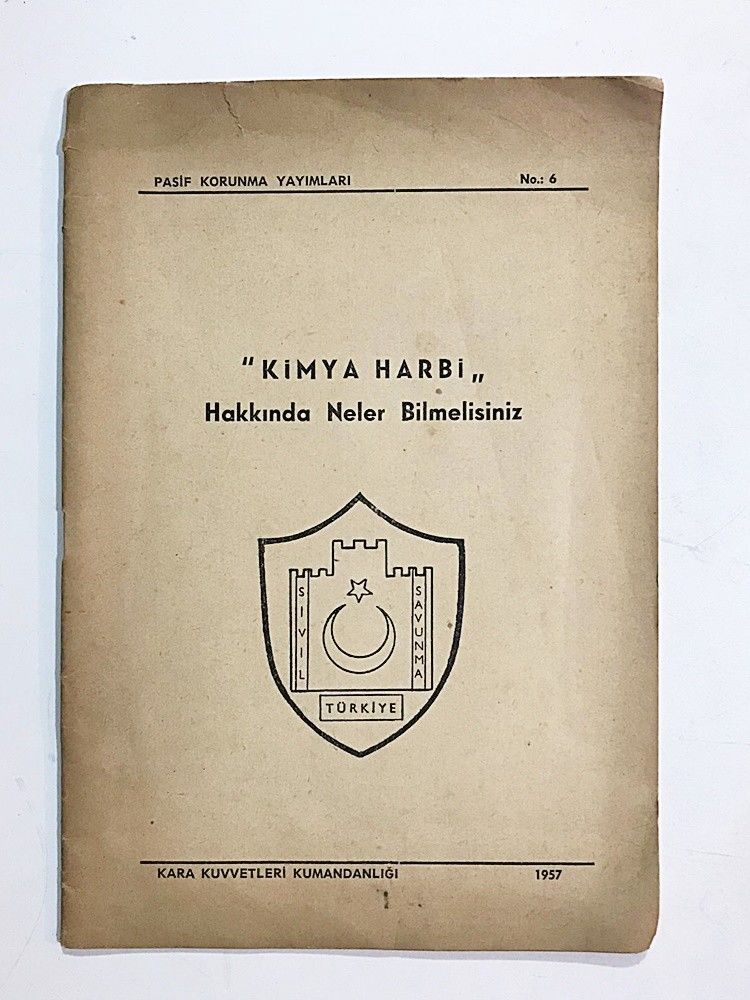 PASİF KORUNMA YAYIMLARI No.: 6
"KİMYA HARBİ„
Hakkında Neler Bilmelisiniz
SİVİL
SAVUNMA
TÜRKİYE
KARA KUVVETLERİ KUMANDANLIĞI 1957